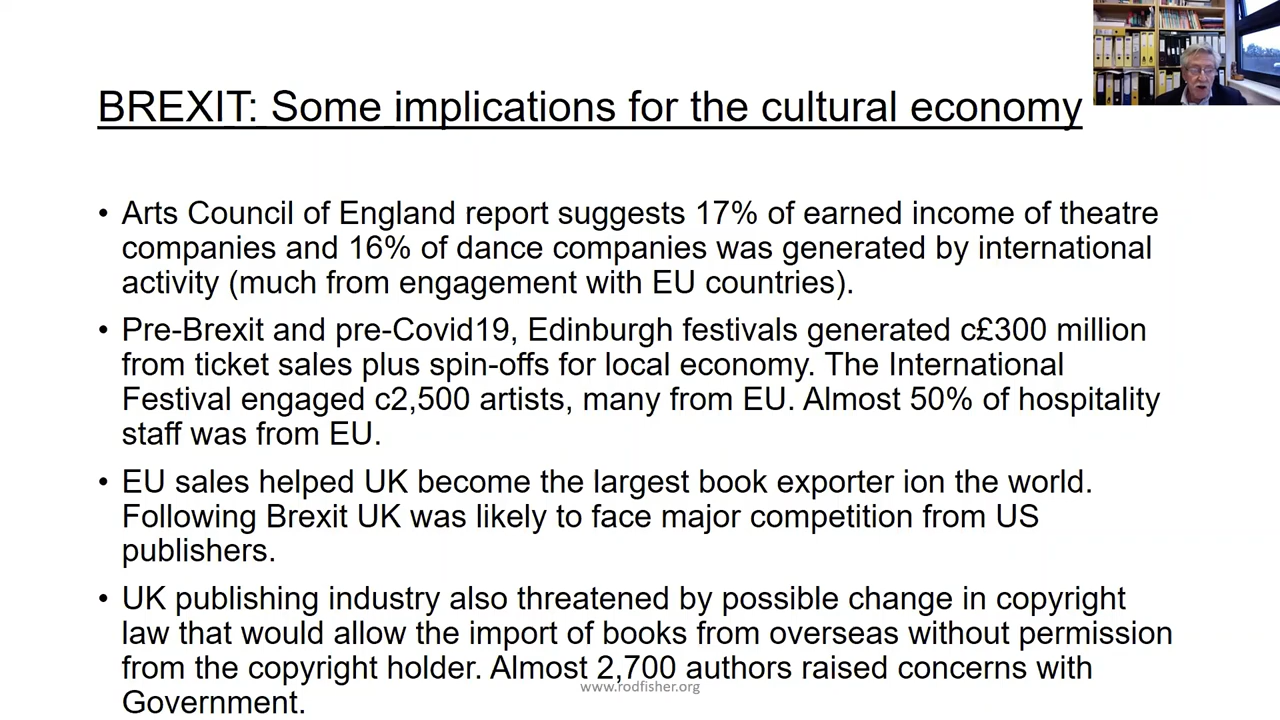 BREXIT: Some implications for the cultural economy
• Arts Council of England report suggests 17% of earned income of theatre
companies and 16% of dance companies was generated by international
activity (much from engagement with EU countries).
• Pre-Brexit and pre-Covid19, Edinburgh festivals generated c£300 million
from ticket sales plus spin-offs for local economy. The International
Festival engaged c2,500 artists, many from EU. Almost 50% of hospitality
staff was from EU.
• EU sales helped UK become the largest book exporter ion the world.
Following Brexit UK was likely to face major competition from US
publishers.
• UK publishing industry also threatened by possible change in copyright
law that would allow the import of books from overseas without permission
from the copyright holder. Almost 2,700 authors raised concerns with
www.rodfisher.org
Government.